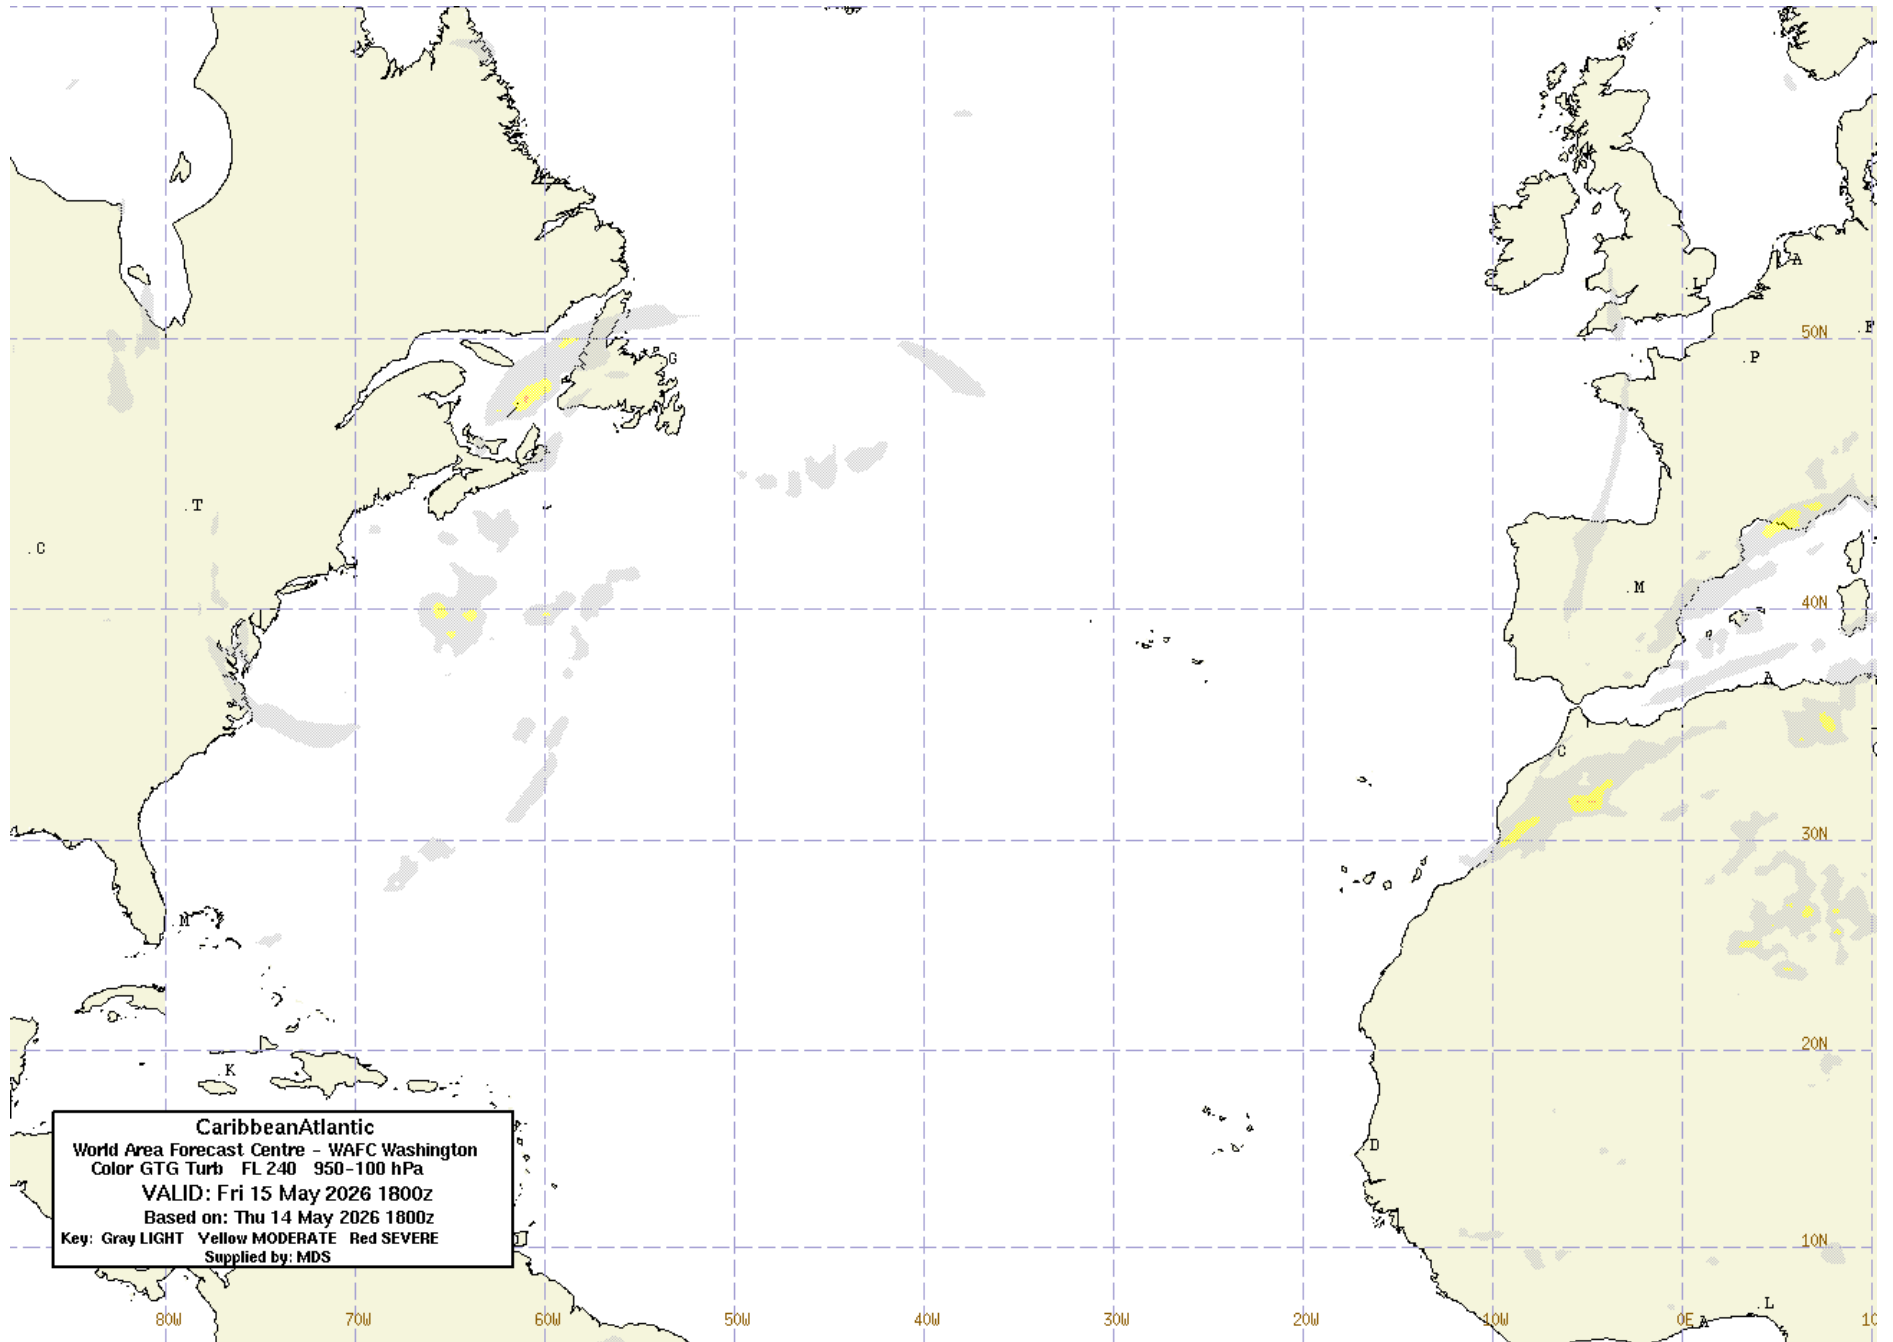 A
L
50N
F
P
G
T
C
M
40N
A
C
C
30N
M
20N
K
CaribbeanAtlantic
World Area Forecast Centre - WAFC Washington
Color GTG Turb FL 240 950-100 hPa
VALID: Fri 15 May 2026 1800z
Based on: Thu 14 May 2026 1800z
Key: Gray LIGHT Yellow MODERATE Red SEVERE
Supplied by: MDS
D
10N
L
80W 70W 60W 50W 40W 30W 20W 10W 0E A 10